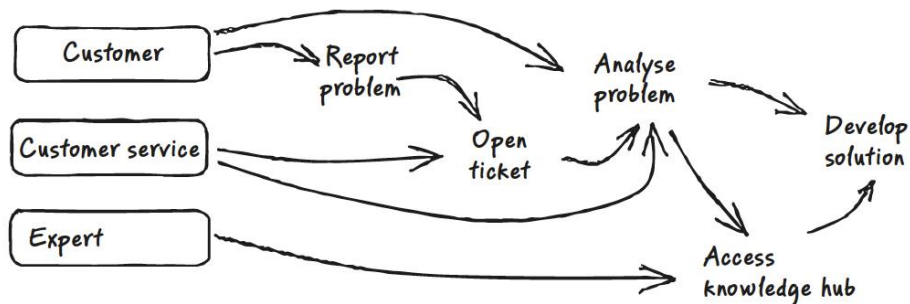 Customer
Report
problem
Analyse
problem
Customer service
Open
ticket
Develop
solution
Expert
Access
knowledge hub